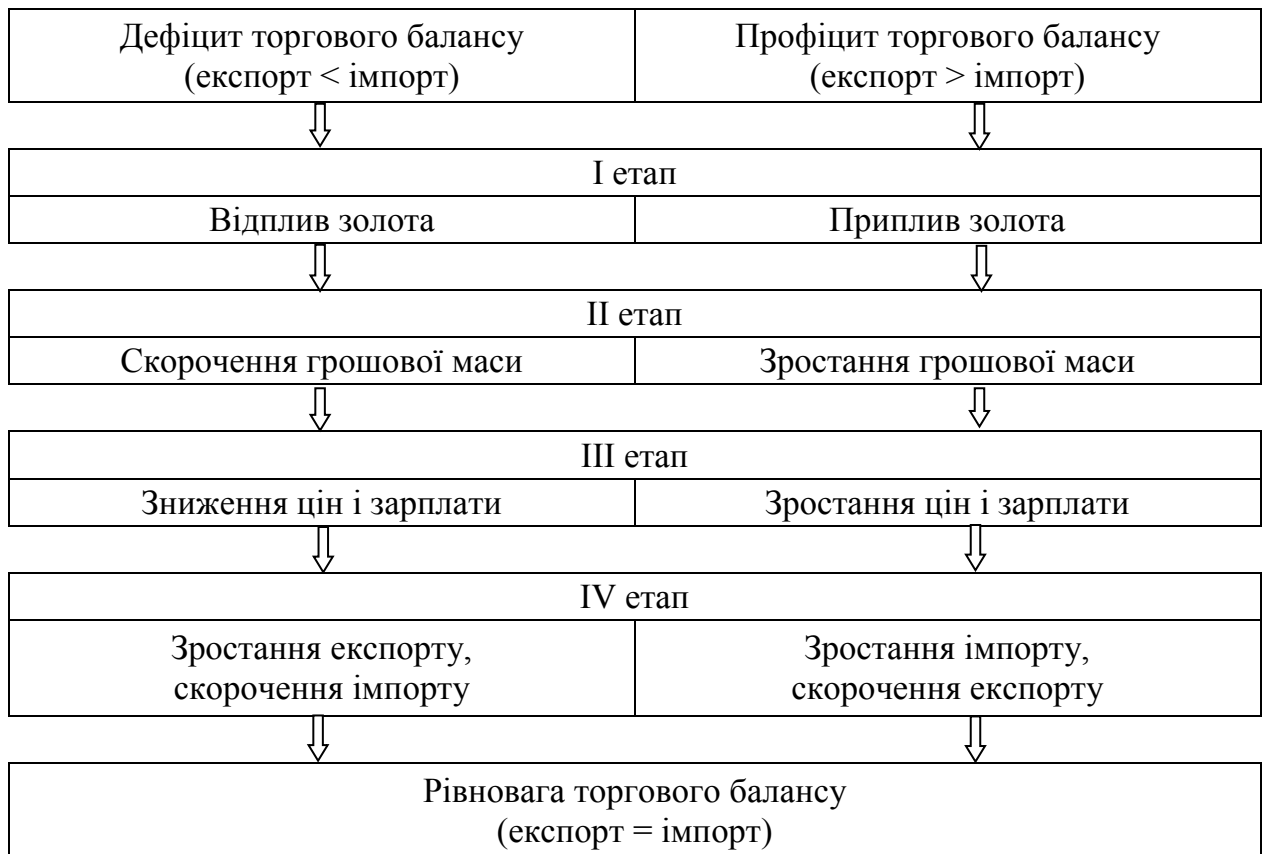 Дефіцит торгового балансу
(експорт < імпорт)
Профіцит торгового балансу
(експорт > імпорт)
І етап
Відплив золота
Приплив золота
ІІ етап
Скорочення грошової маси
Зростання грошової маси
ІІІ етап
Зниження цін і зарплати
Зростання цін і зарплати
IV етап
Зростання експорту,
скорочення імпорту
Зростання імпорту,
скорочення експорту
Рівновага торгового балансу
(експорт = імпорт)